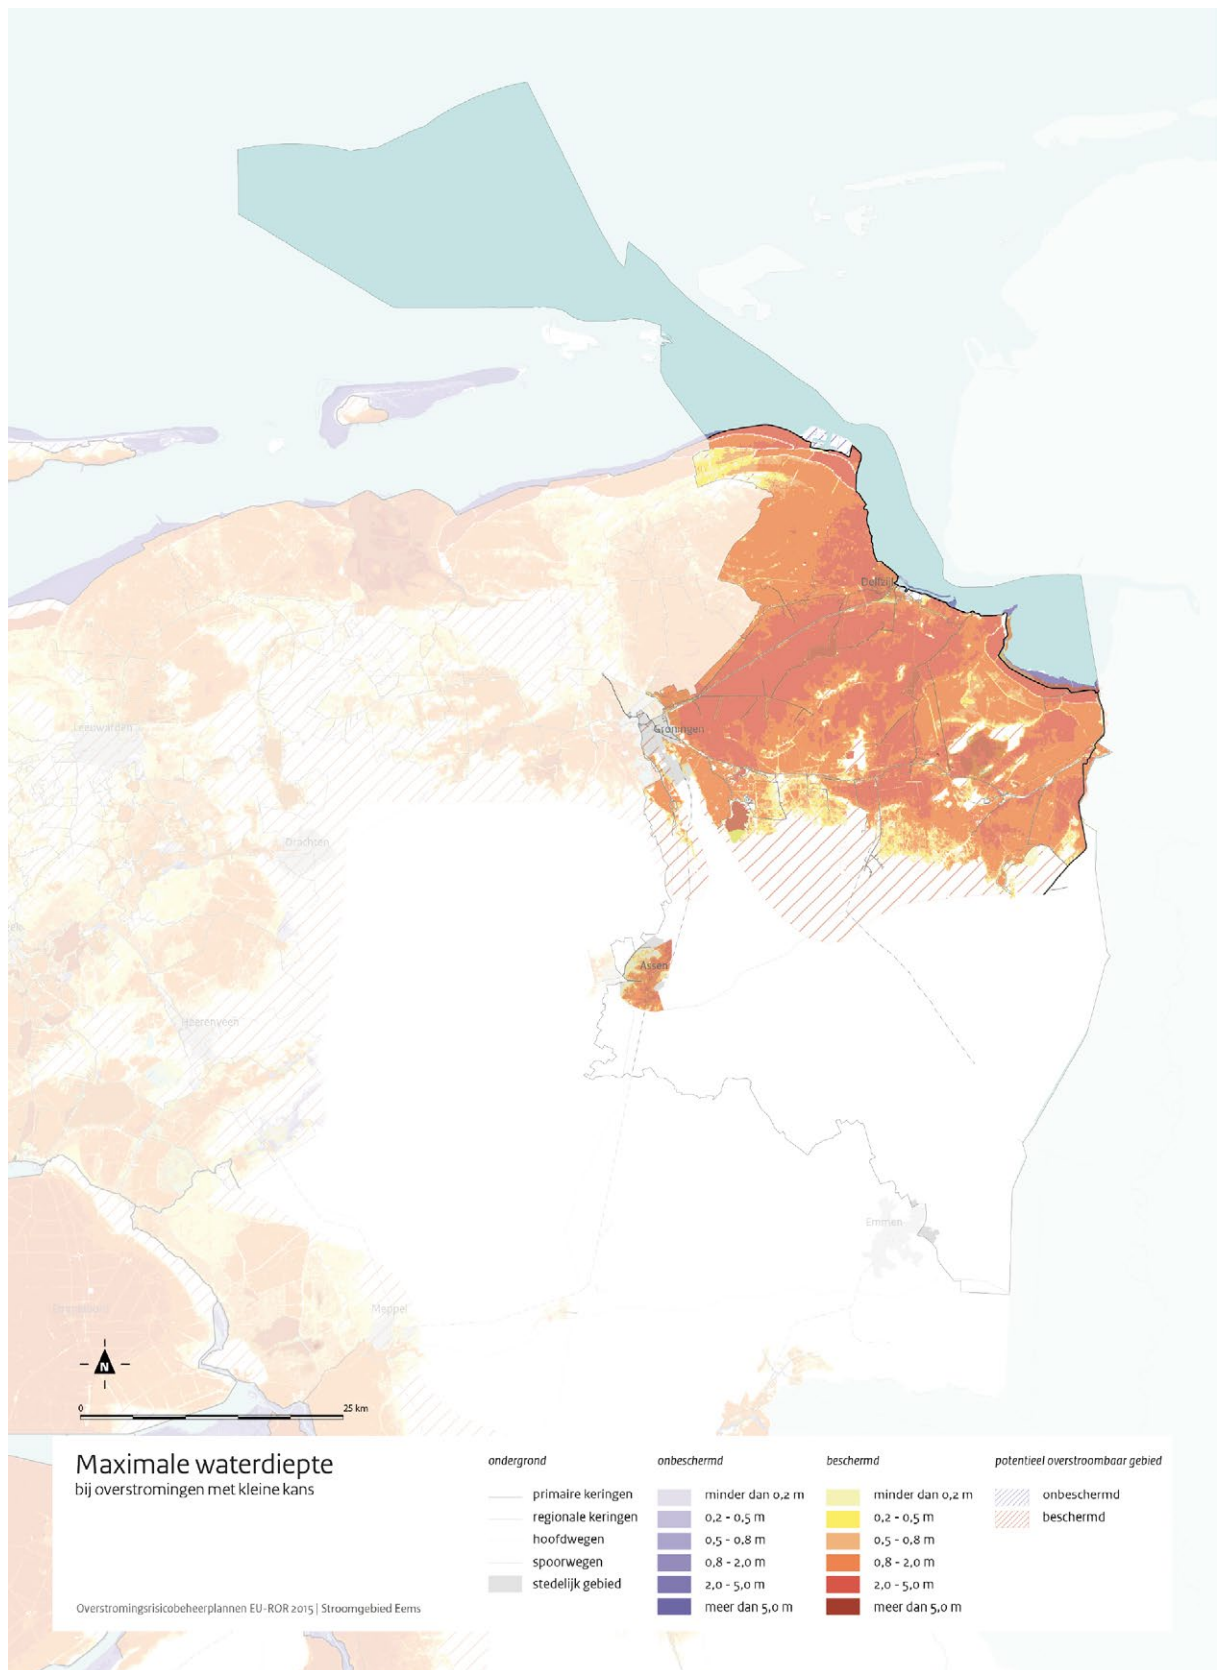 Delfzijl
Groningen
Leeuwarden
Drachten
Assen
Heerenveen
Emmen
Meppel
N
0
25 km
Maximale waterdiepte
bij overstromingen met kleine kans
Overstromingsrisicobeheerplannen EU-ROR 2015 | Stroomgebied Eems
ondergrond
primaire keringen
regionale keringen
hoofdwegen
spoorwegen
stedelijk gebied
onbeschermd
minder dan 0,2 m
0,2 - 0,5 m
0,5 - 0,8 m
0,8 - 2,0 m
2,0 - 5,0 m
meer dan 5,0 m
beschermd
minder dan 0,2 m
0,2 - 0,5 m
0,5 - 0,8 m
0,8 - 2,0 m
2,0 - 5,0 m
meer dan 5,0 m
potentieel overstroombaar gebied
onbeschermd
beschermd